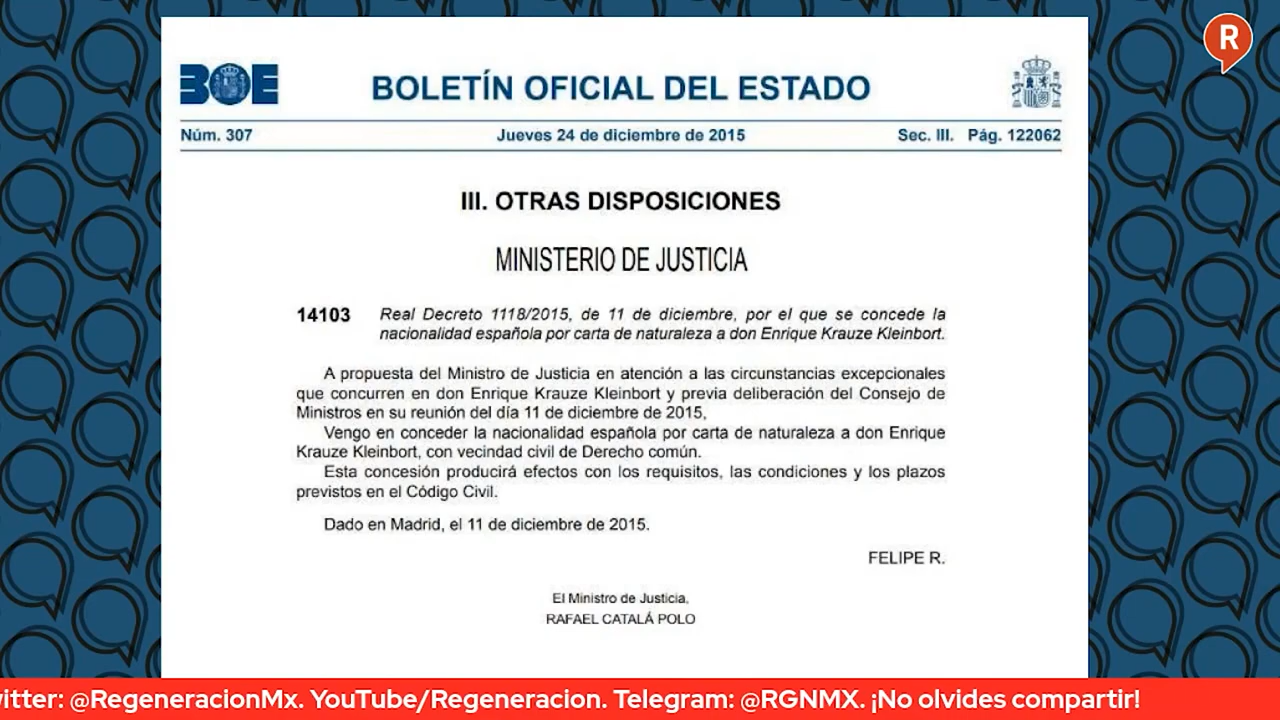 R
BOE
BOLETÍN OFICIAL DEL ESTADO
Núm. 307
Jueves 24 de diciembre de 2015
Sec. III. Pág. 122062
III. OTRAS DISPOSICIONES
MINISTERIO DE JUSTICIA
14103 Real Decreto 1118/2015, de 11 de diciembre, por el que se concede la
nacionalidad española por carta de naturaleza a don Enrique Krauze Kleinbort.
A propuesta del Ministro de Justicia en atención a las circunstancias excepcionales
que concurren en don Enrique Krauze Kleinbort y previa deliberación del Consejo de
Ministros en su reunión del día 11 de diciembre de 2015,
Vengo en conceder la nacionalidad española por carta de naturaleza a don Enrique
Krauze Kleinbort, con vecindad civil de Derecho común.
Esta concesión producirá efectos con los requisitos, las condiciones y los plazos
previstos en el Código Civil.
Dado en Madrid, el 11 de diciembre de 2015.
FELIPE R.
El Ministro de Justicia,
RAFAEL CATALÁ POLO
itter: @RegeneracionMx. YouTube/Regeneracion. Telegram: @RGNMX. ¡No olvides compartir!